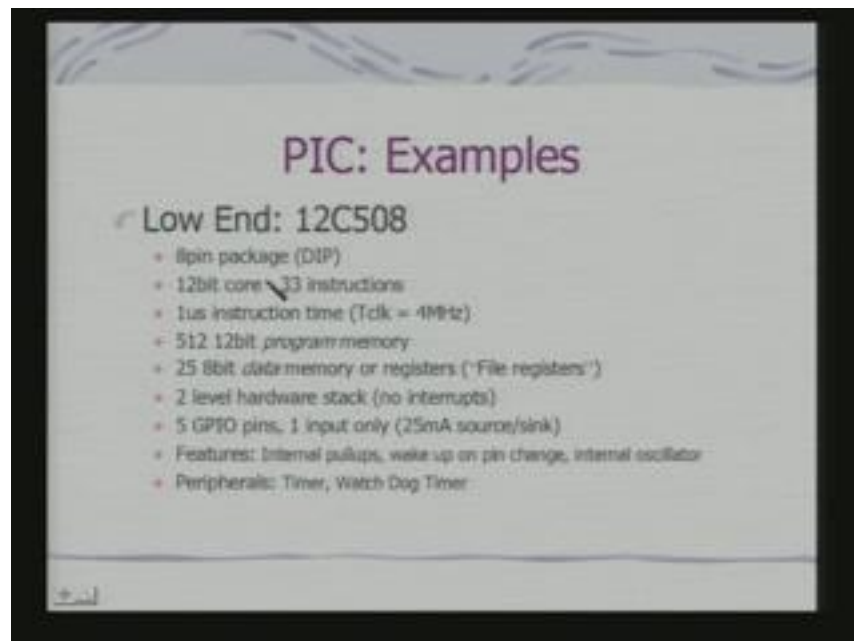 PIC: Examples
Low End: 12C508
8pin package (DIP)
12bit core 33 instructions
1us instruction time (Tclk = 4MHz)
512 12bit program memory
25 8bit data memory or registers ("File registers")
2 level hardware stack (no interrupts)
5 GPIO pins, 1 input only (25mA source/sink)
Features: Internal pullups, wake up on pin change, internal oscillator
Peripherals: Timer, Watch Dog Timer